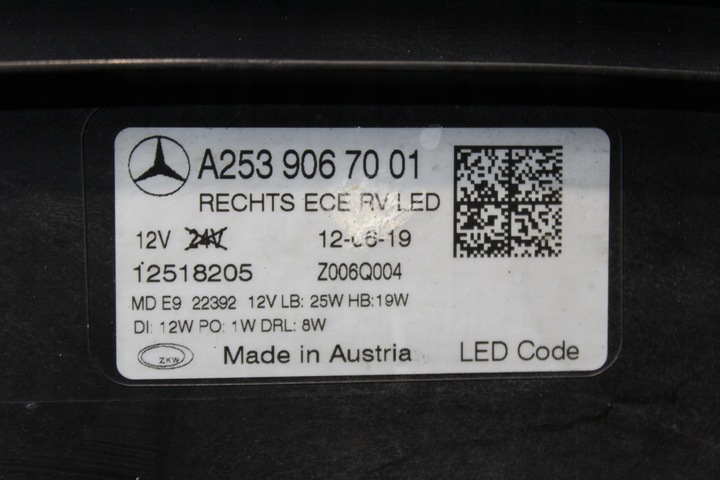 A253 906 70 01
RECHTS ECE RV LED
12V 24V 12-06-19
12518205 Z006Q004
MD E9 22392 12V LB: 25W HB:19W
DI: 12W PO: 1W DRL: 8W
ZKW Made in Austria LED Code